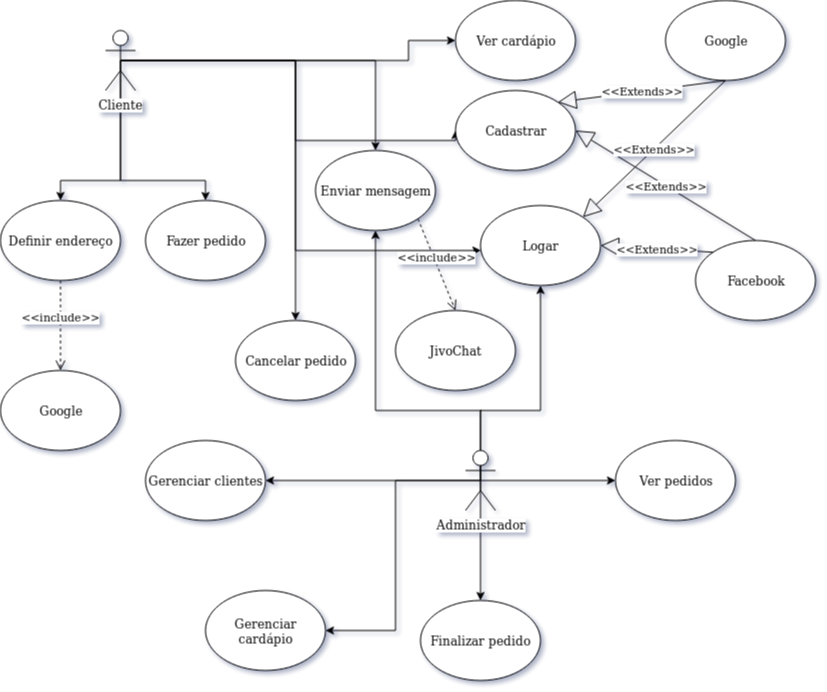 Ver cardápio
Google
<<Extends>>
Cliente
Cadastrar
<<Extends>>
<<Extends>>
Enviar mensagem
Definir endereço
Fazer pedido
Logar
<<Extends>>
<<include>>
Facebook
<<include>>
JivoChat
Cancelar pedido
Google
Gerenciar clientes
Ver pedidos
Administrador
Gerenciar
cardápio
Finalizar pedido